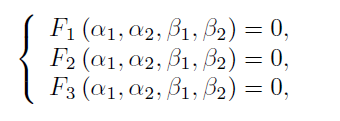 F₁ (α₁, α₂, β₁, β₂) = 0,
F₂ (α₁, α₂, β₁, β₂) = 0,
F₃ (α₁, α₂, β₁, β₂) = 0,